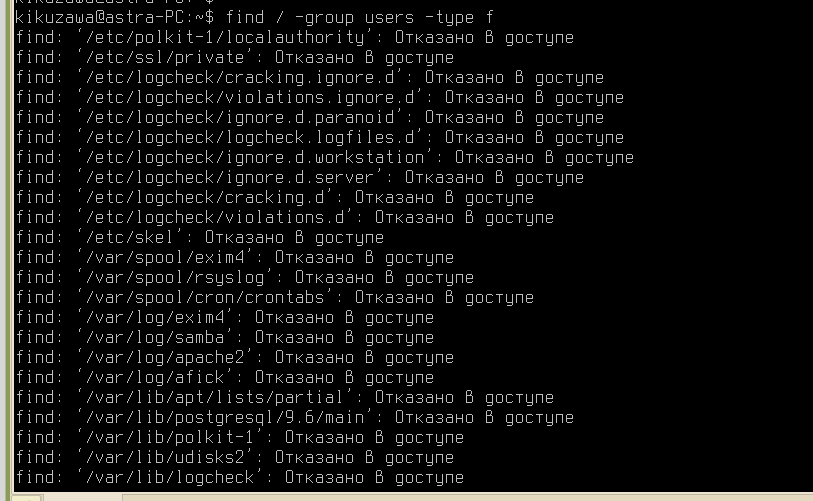 kikuzawa@astra-PC:~$ find / -group users -type f
find: ‘/etc/polkit-1/localauthority’: Отказано в доступе
find: ‘/etc/ssl/private’: Отказано в доступе
find: ‘/etc/logcheck/cracking.ignore.d’: Отказано в доступе
find: ‘/etc/logcheck/violations.ignore.d’: Отказано в доступе
find: ‘/etc/logcheck/ignore.d.paranoid’: Отказано в доступе
find: ‘/etc/logcheck/logcheck.logfiles.d’: Отказано в доступе
find: ‘/etc/logcheck/ignore.d.workstation’: Отказано в доступе
find: ‘/etc/logcheck/ignore.d.server’: Отказано в доступе
find: ‘/etc/logcheck/cracking.d’: Отказано в доступе
find: ‘/etc/logcheck/violations.d’: Отказано в доступе
find: ‘/etc/skel’: Отказано в доступе
find: ‘/var/spool/exim4’: Отказано в доступе
find: ‘/var/spool/rsyslog’: Отказано в доступе
find: ‘/var/spool/cron/crontabs’: Отказано в доступе
find: ‘/var/log/exim4’: Отказано в доступе
find: ‘/var/log/samba’: Отказано в доступе
find: ‘/var/log/apache2’: Отказано в доступе
find: ‘/var/log/afick’: Отказано в доступе
find: ‘/var/lib/apt/lists/partial’: Отказано в доступе
find: ‘/var/lib/postgresql/9.6/main’: Отказано в доступе
find: ‘/var/lib/polkit-1’: Отказано в доступе
find: ‘/var/lib/udisks2’: Отказано в доступе
find: ‘/var/lib/logcheck’: Отказано в доступе